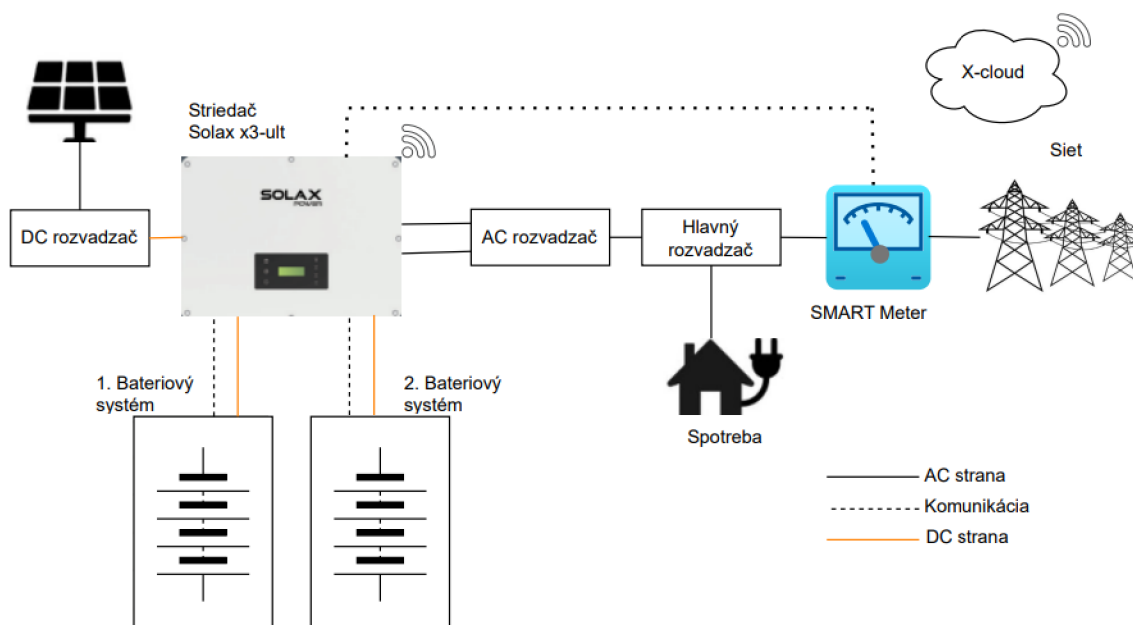 X-cloud
Striedač
Solax x3-ult
Siet
SOLAX
POWER
DC rozvadzač
AC rozvadzač
Hlavný
rozvadzač
SMART Meter
1. Bateriový
systém
2. Bateriový
systém
Spotreba
AC strana
Komunikácia
DC strana